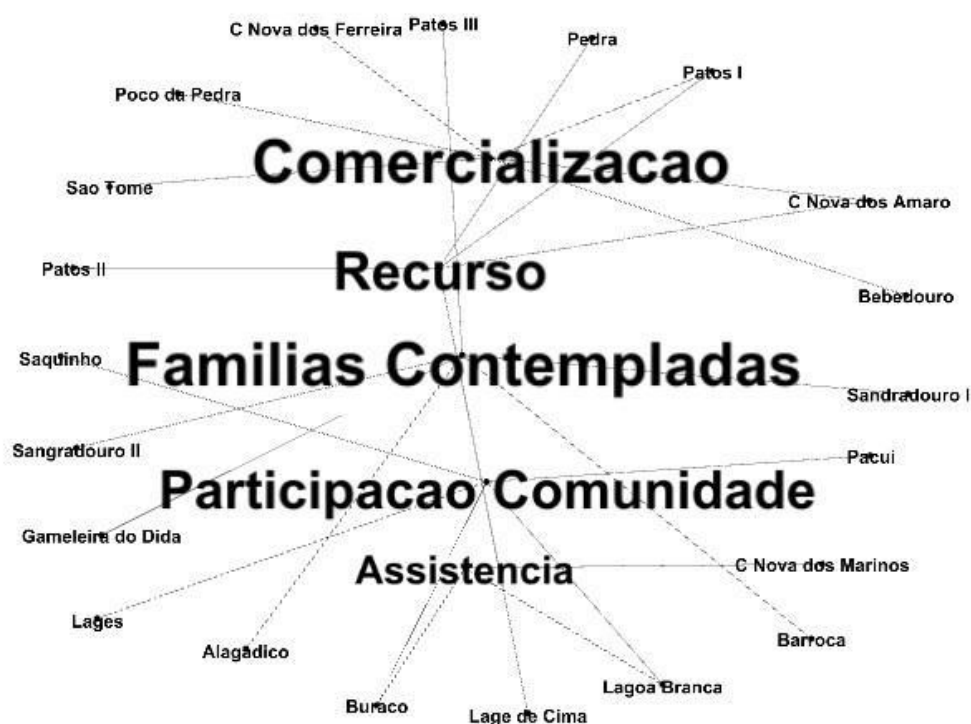 Patos III
C Nova dos Ferreira
Pedra
Patos I
Poco da Pedra
Comercializacao
Sao Tome
C Nova dos Amaro
Patos II
Recurso
Bebedouro
Saquinho
Familias Contempladas
Sandradouro I
Sangradouro II
Pacui
Participacao Comunidade
Gameleira do Dida
Assistencia
C Nova dos Marinos
Lages
Barroca
Alagadico
Lagoa Branca
Buraco
Lage de Cima